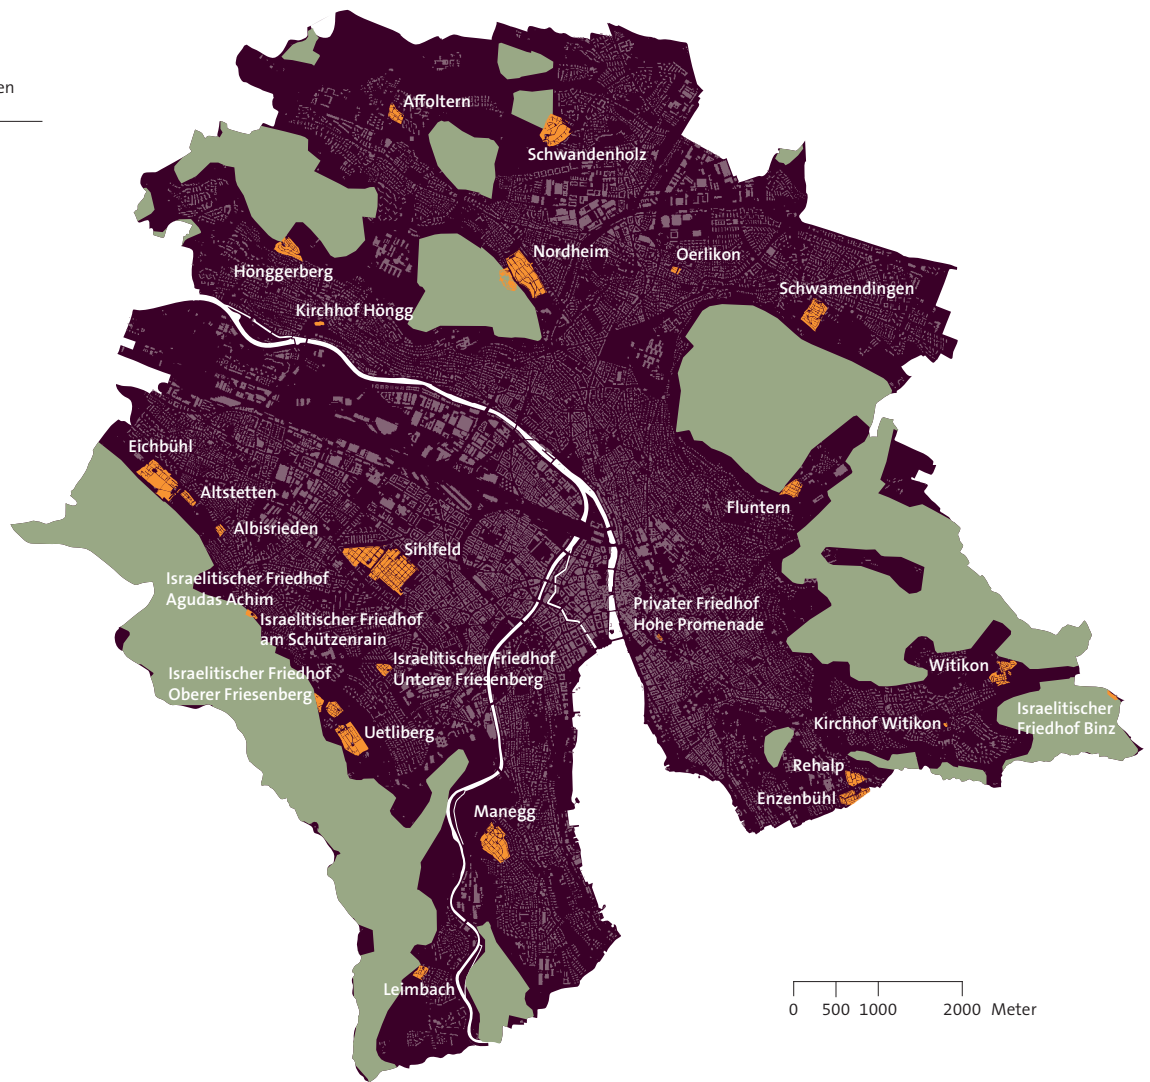 en
Affoltern
Schwandenholz
Nordheim
Oerlikon
Hönggerberg
Schwamendingen
Kirchhof Höngg
Eichbühl
Altstetten
Fluntern
Albisrieden
Sihlfeld
Israelitischer Friedhof
Agudas Achim
Israelitischer Friedhof
am Schützenrain
Privater Friedhof
Hohe Promenade
Israelitischer Friedhof
Unterer Friesenberg
Israelitischer Friedhof
Oberer Friesenberg
Witikon
Israelitischer
Friedhof Binz
Kirchhof Witikon
Uetliberg
Rehalp
Enzenbühl
Manegg
Leimbach
0 500 1000 2000 Meter